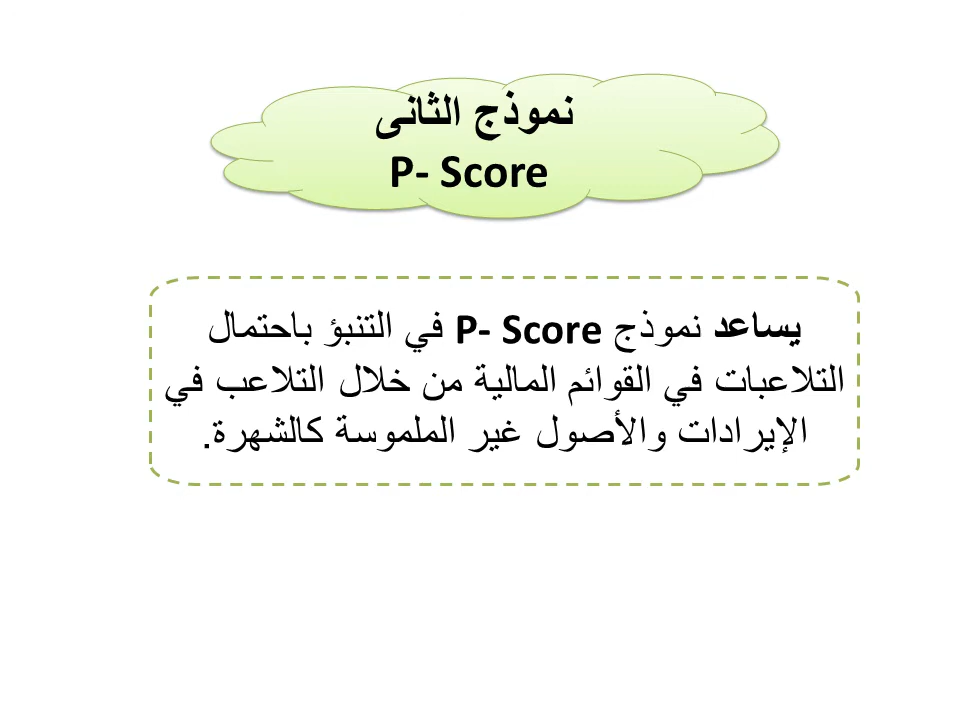 نموذج الثانى
P- Score
يساعد نموذج P- Score في التنبؤ باحتمال
التلاعبات في القوائم المالية من خلال التلاعب في
الإيرادات والأصول غير الملموسة كالشهرة.